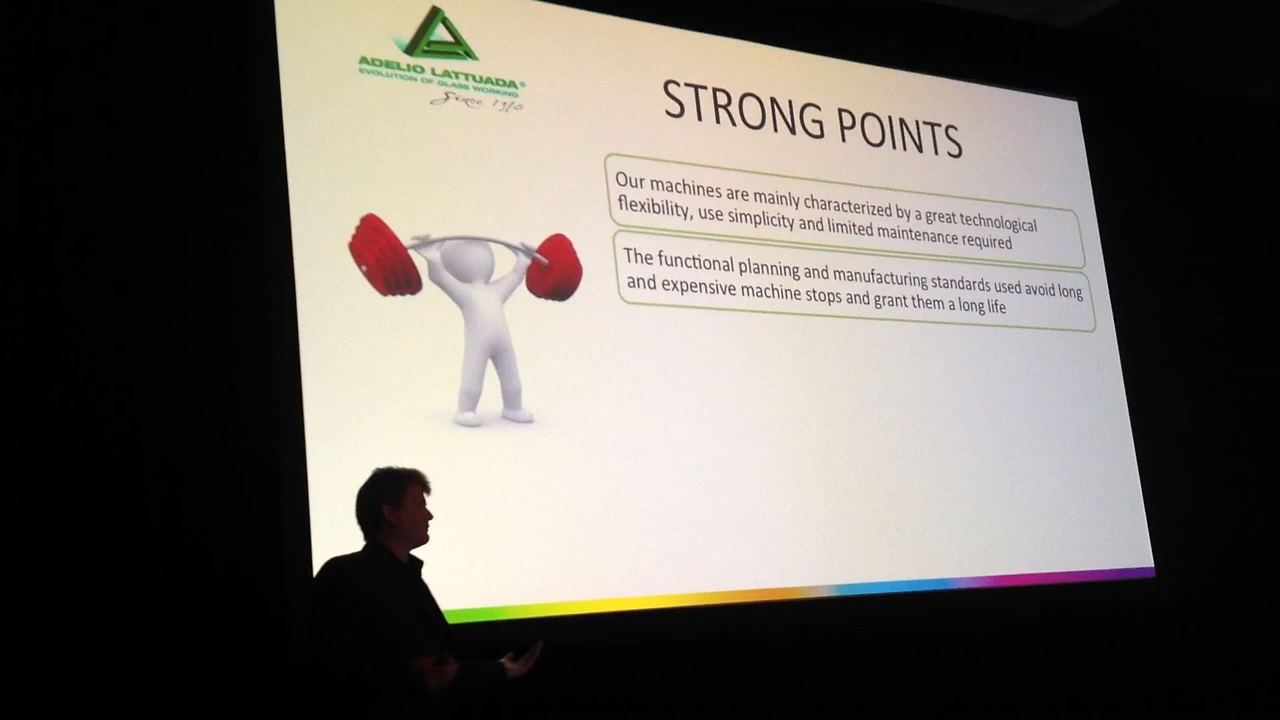 ADELIO LATTUADA®
EVOLUTION OF GLASS WORKING
Since
STRONG POINTS
Our machines are mainly characterized by a great technological
flexibility, use simplicity and limited maintenance required
The functional planning and manufacturing standards used avoid long
and expensive machine stops and grant them a long life